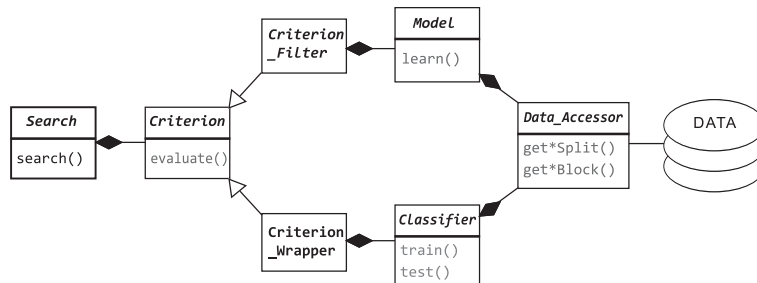 Search
search()
Criterion
evaluate()
Criterion
_Filter
Criterion
_Wrapper
Model
learn()
Classifier
train()
test()
Data_Accessor
get*Split()
get*Block()
DATA